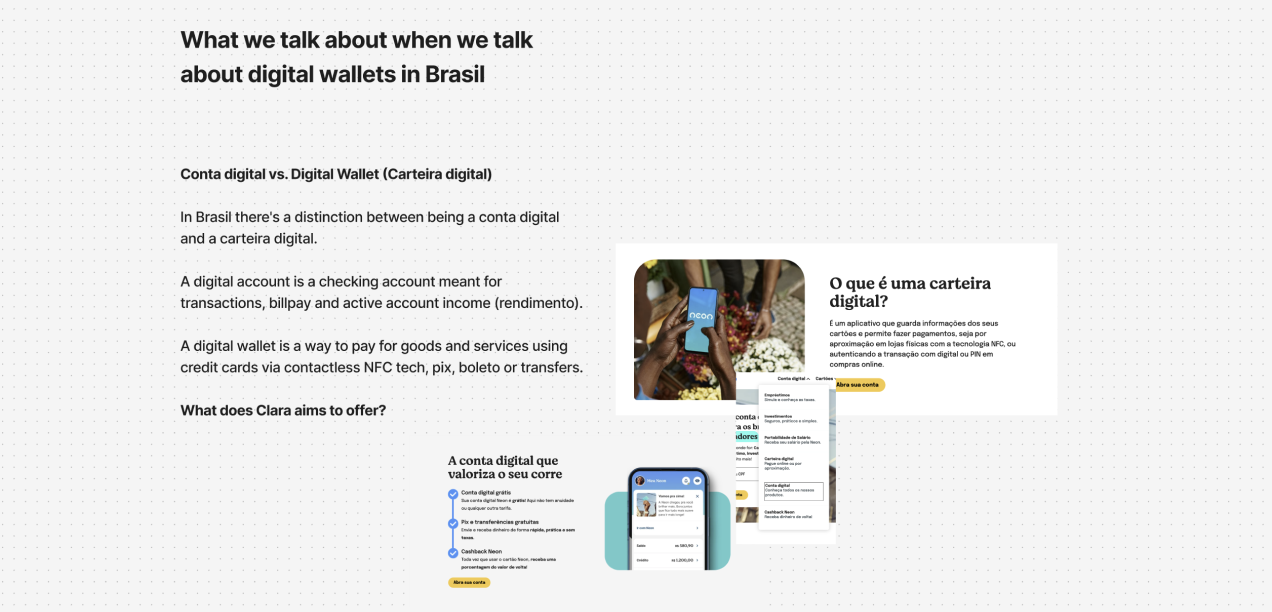 What we talk about when we talk
about digital wallets in Brasil
Conta digital vs. Digital Wallet (Carteira digital)
In Brasil there's a distinction between being a conta digital
and a carteira digital.
A digital account is a checking account meant for
transactions, billpay and active account income (rendimento).
A digital wallet is a way to pay for goods and services using
credit cards via contactless NFC tech, pix, boleto or transfers.
What does Clara aims to offer?
neon
O que é uma carteira
digital?
É um aplicativo que guarda informações dos seus
cartões e permite fazer pagamentos, seja por
aproximação em lojas físicas com a tecnologia NFC, ou
autenticando a transação com digital ou PIN em
compras online.
Abra sua conta
Conta digital
Cartões
Empréstimos
Simule e conheça as taxas.
Investimentos
Seguros, práticos e simples.
Portabilidade de Salário
Receba seu salário pela Neon.
Carteira digital
Pague online ou por
aproximação.
Conta digital
Conheça todos os nossos
produtos.
Cashback Neon
Receba dinheiro de volta!
conta
CPF
A conta digital que
valoriza o seu corre
Conta digital grátis
Sua conta digital Neon é grátis! Aqui não tem anuidade
ou qualquer outra tarifa.
Pix e transferências gratuitas
Envie e receba dinheiro de forma rápida, prática e sem
taxas.
Cashback Neon
Toda vez que usar o cartão Neon, receba uma
porcentagem do valor de volta!
Abra sua conta